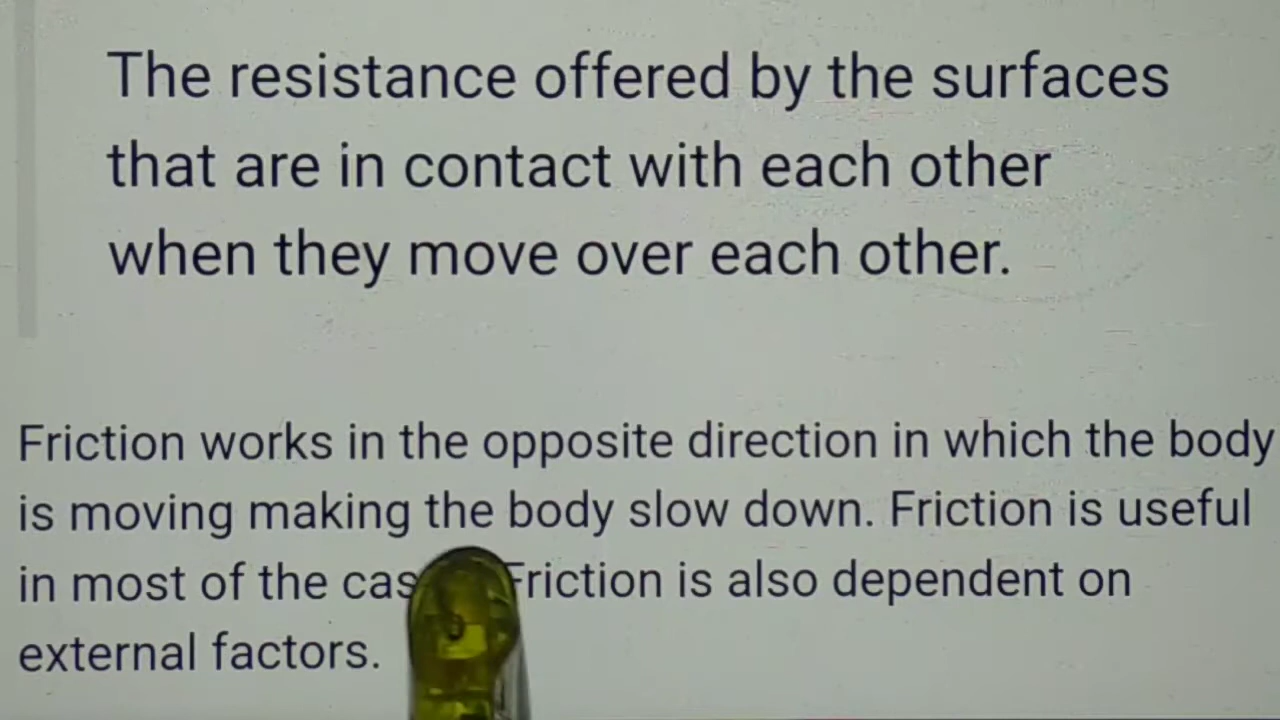 The resistance offered by the surfaces
that are in contact with each other
when they move over each other.
Friction works in the opposite direction in which the body
is moving making the body slow down. Friction is useful
in most of the Friction is also dependent on
external factors.